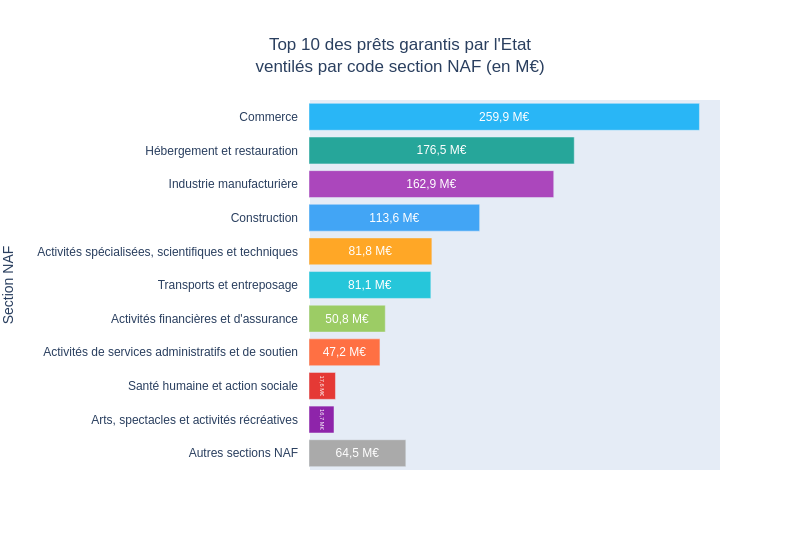 Top 10 des prêts garantis par l'Etat
ventilés par code section NAF (en M€)
Section NAF
Commerce 259,9 M€
Hébergement et restauration 176,5 M€
Industrie manufacturière 162,9 M€
Construction 113,6 M€
Activités spécialisées, scientifiques et techniques 81,8 M€
Transports et entreposage 81,1 M€
Activités financières et d'assurance 50,8 M€
Activités de services administratifs et de soutien 47,2 M€
Santé humaine et action sociale
Arts, spectacles et activités récréatives
Autres sections NAF 64,5 M€